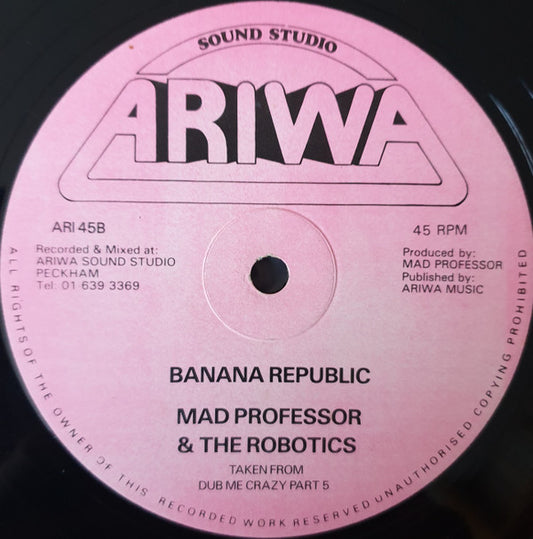 SOUND STUDIO
ARIWA
ARI 45B
45 RPM
Recorded & Mixed at:
ARIWA SOUND STUDIO
PECKHAM
Tel: 01 639 3369
Produced by:
MAD PROFESSOR
Published by:
ARIWA MUSIC
BANANA REPUBLIC
MAD PROFESSOR
& THE ROBOTICS
TAKEN FROM
DUB ME CRAZY PART 5
ALL RIGHTS OF THE OWNER OF THIS RECORDED WORK RESERVED UNAUTHORISED COPYING PROHIBITED